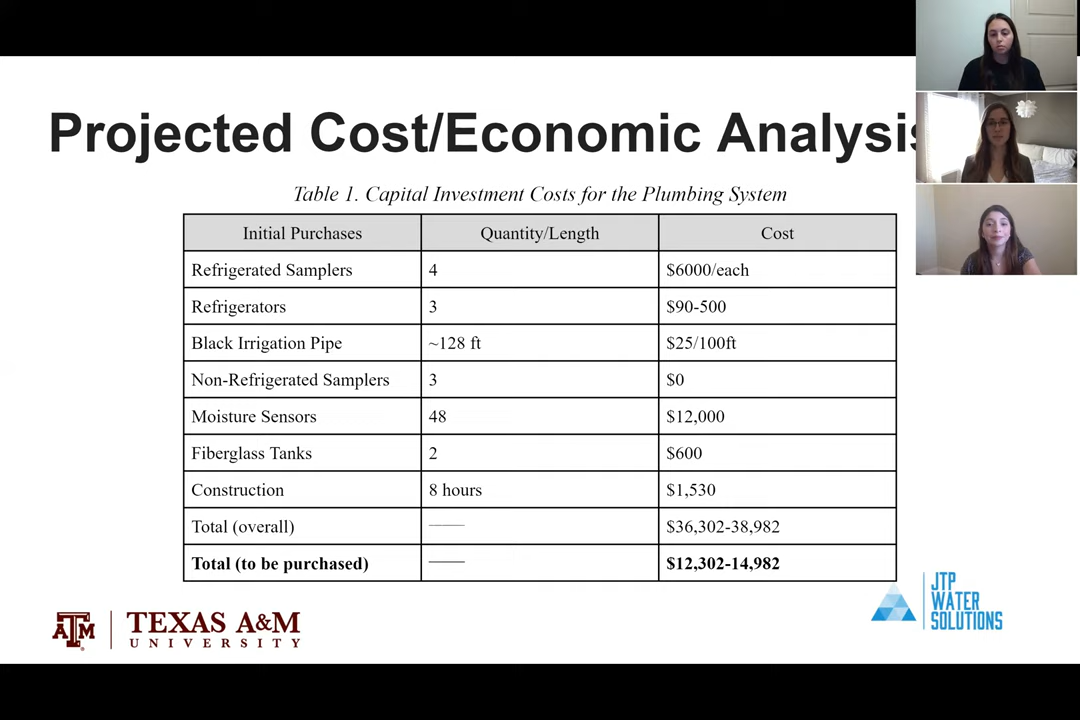 Projected Cost/Economic Analysis
Table 1. Capital Investment Costs for the Plumbing System
Initial Purchases Quantity/Length Cost
Refrigerated Samplers 4 $6000/each
Refrigerators 3 $90-500
Black Irrigation Pipe ~128 ft $25/100ft
Non-Refrigerated Samplers 3 $0
Moisture Sensors 48 $12,000
Fiberglass Tanks 2 $600
Construction 8 hours $1,530
Total (overall) —— $36,302-38,982
Total (to be purchased) —— $12,302-14,982
ATM
TEXAS A&M
UNIVERSITY
JTP
WATER
SOLUTIONS